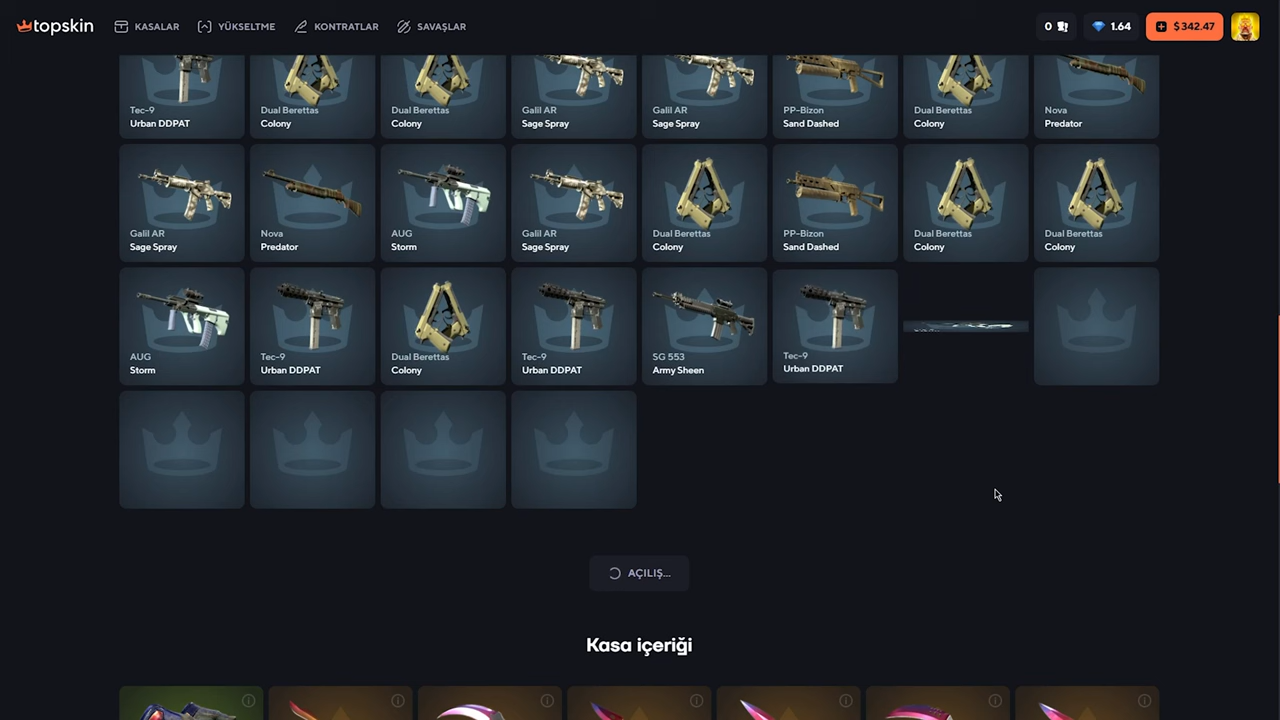 topskin KASALAR YÜKSELTME KONTRATLAR SAVAŞLAR 0 1.64 $ 342.47
Tec-9 Dual Berettas Dual Berettas Galil AR Galil AR PP-Bizon Dual Berettas Nova
Urban DDPAT Colony Colony Sage Spray Sage Spray Sand Dashed Colony Predator
Galil AR Nova AUG Galil AR Dual Berettas PP-Bizon Dual Berettas Dual Berettas
Sage Spray Predator Storm Sage Spray Colony Sand Dashed Colony Colony
AUG Tec-9 Dual Berettas Tec-9 SG 553 Tec-9
Storm Urban DDPAT Colony Urban DDPAT Army Sheen Urban DDPAT
AÇILIŞ...
Kasa içeriği